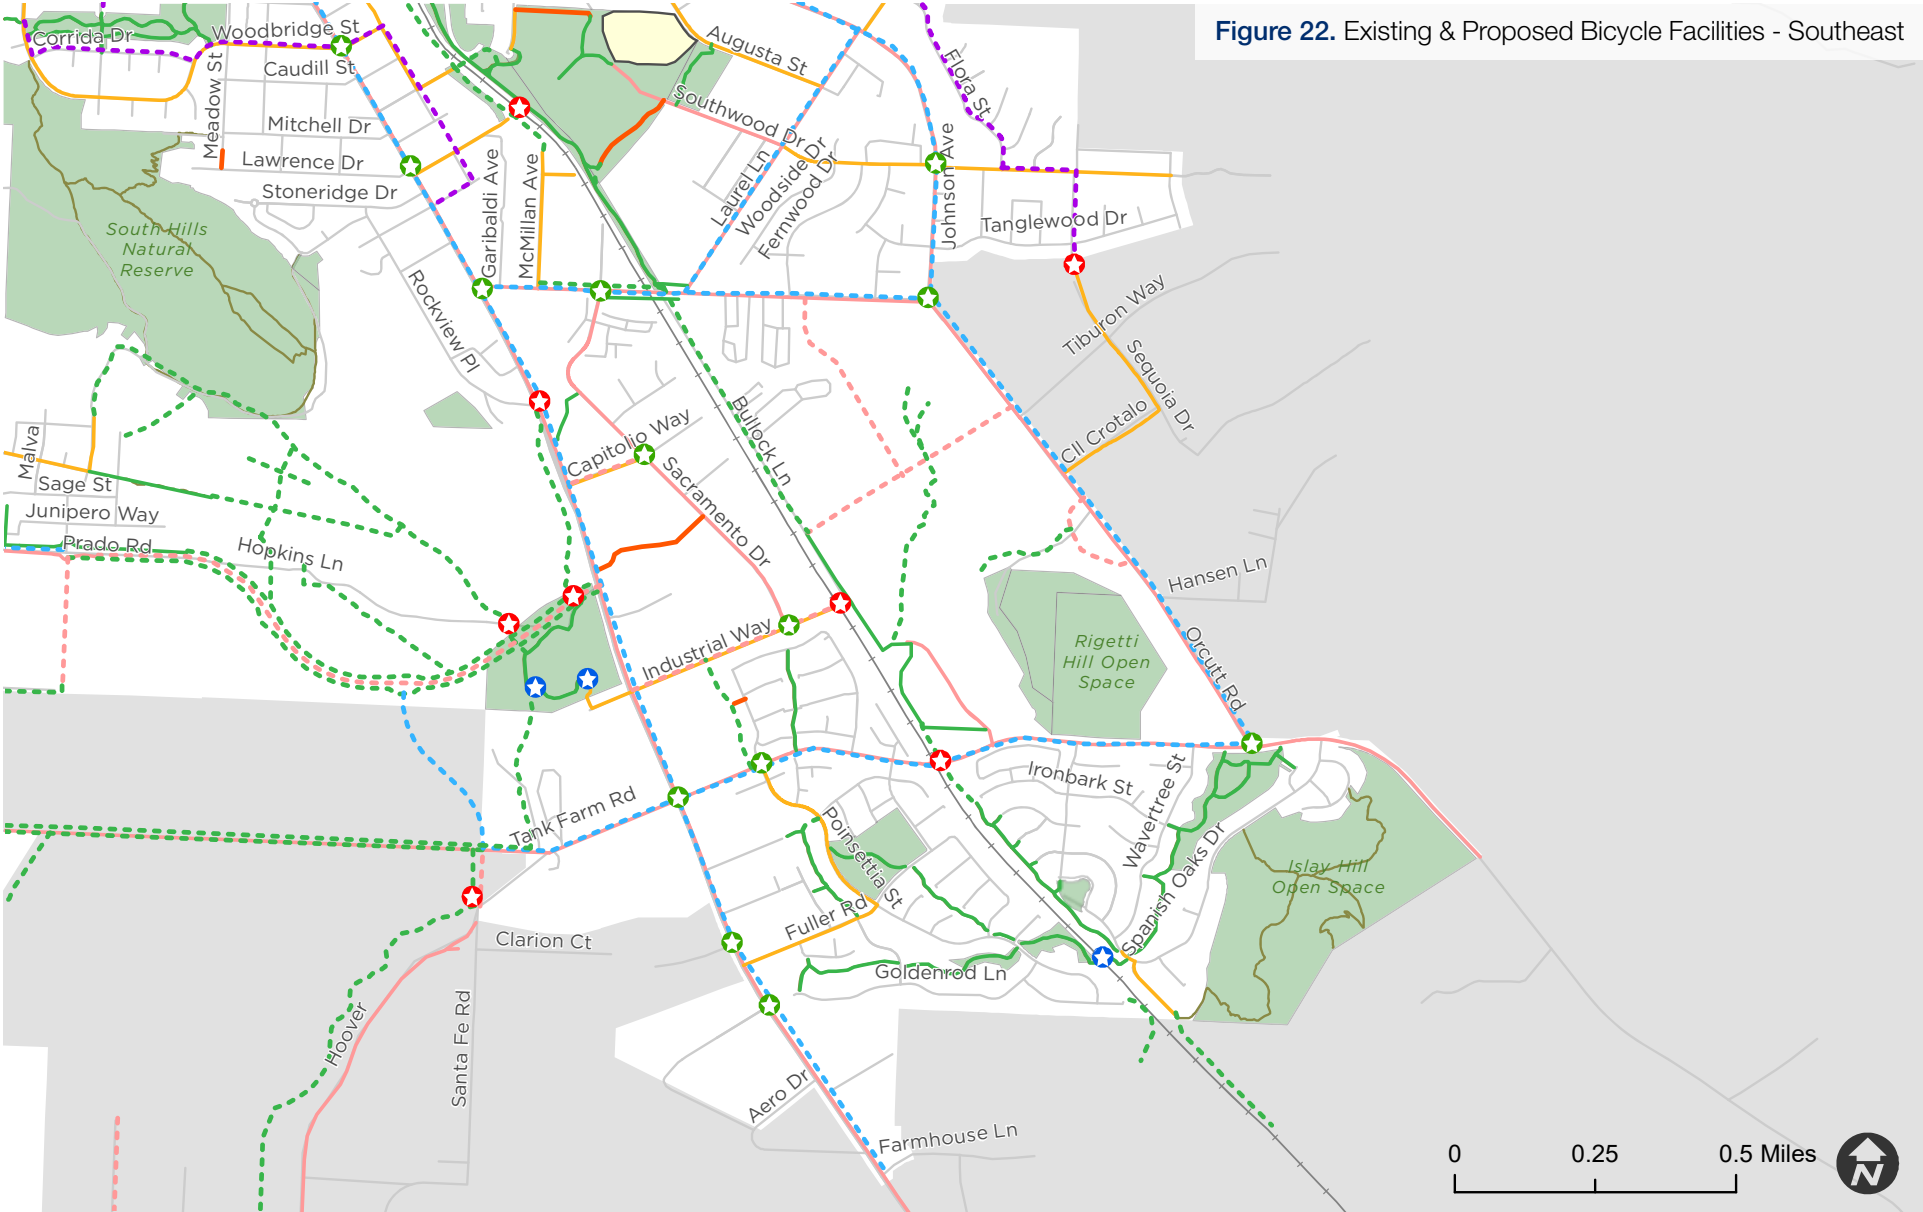 Figure 22. Existing & Proposed Bicycle Facilities - Southeast
Corrida Dr
Woodbridge St
Caudill St
Meadow St
Mitchell Dr
Lawrence Dr
Stoneridge Dr
Augusta St
Southwood Dr
Flora St
Johnson Ave
Laurel Ln
Woodside Dr
Fernwood Dr
Tanglewood Dr
Garibaldi Ave
McMillan Ave
South Hills
Natural
Reserve
Rockview Pl
Tiburon Way
Sequoia Dr
Cll Crotalo
Bullock Ln
Capitolio Way
Sacramento Dr
Malva
Sage St
Junipero Way
Prado Rd
Hopkins Ln
Hansen Ln
Industrial Way
Rigetti
Hill Open
Space
Orcutt Rd
Ironbark St
Wavertree St
Tank Farm Rd
Poinsettia St
Spanish Oaks Dr
Islay Hill
Open Space
Fuller Rd
Goldenrod Ln
Clarion Ct
Hoover
Santa Fe Rd
Aero Dr
Farmhouse Ln
0 0.25 0.5 Miles
N